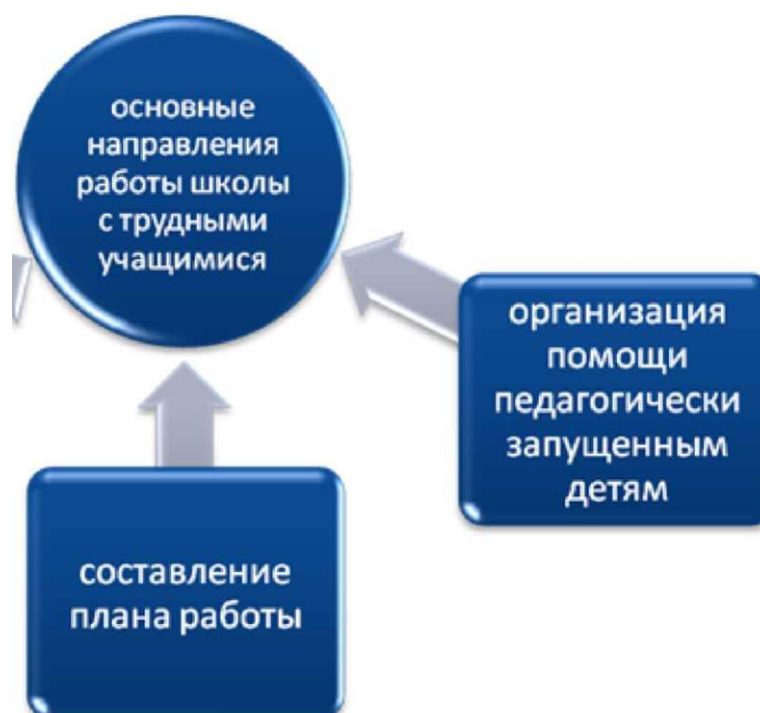 основные
направления
работы школы
с трудными
учащимися
организация
помощи
педагогически
запущенным
детям
составление
плана работы